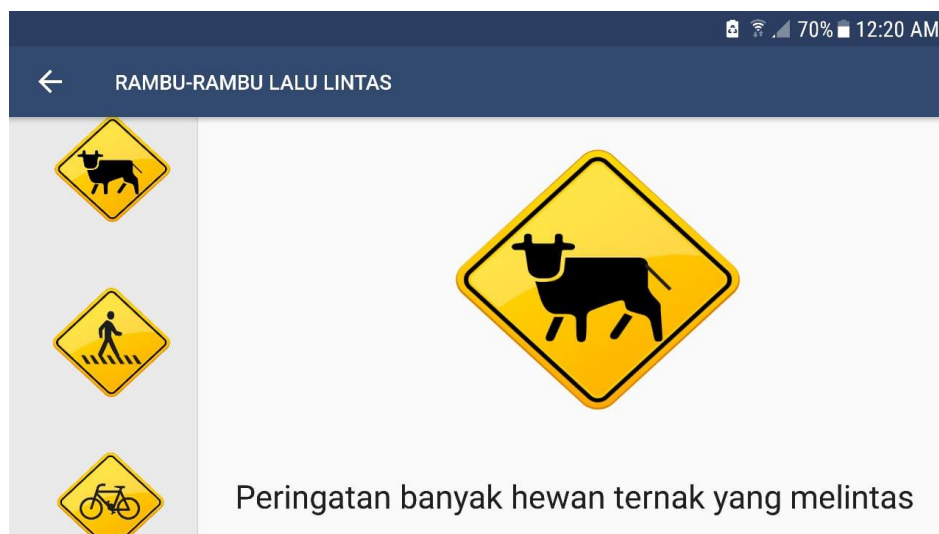 70% 12:20 AM
RAMBU-RAMBU LALU LINTAS
Peringatan banyak hewan ternak yang melintas